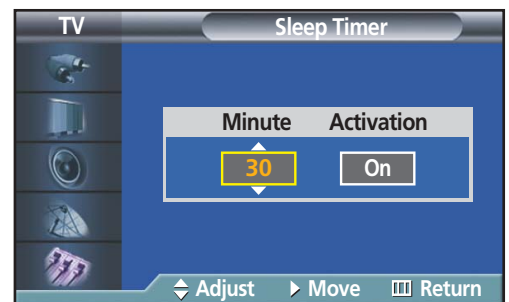 TV Sleep Timer
Minute Activation
30 On
Adjust Move Return